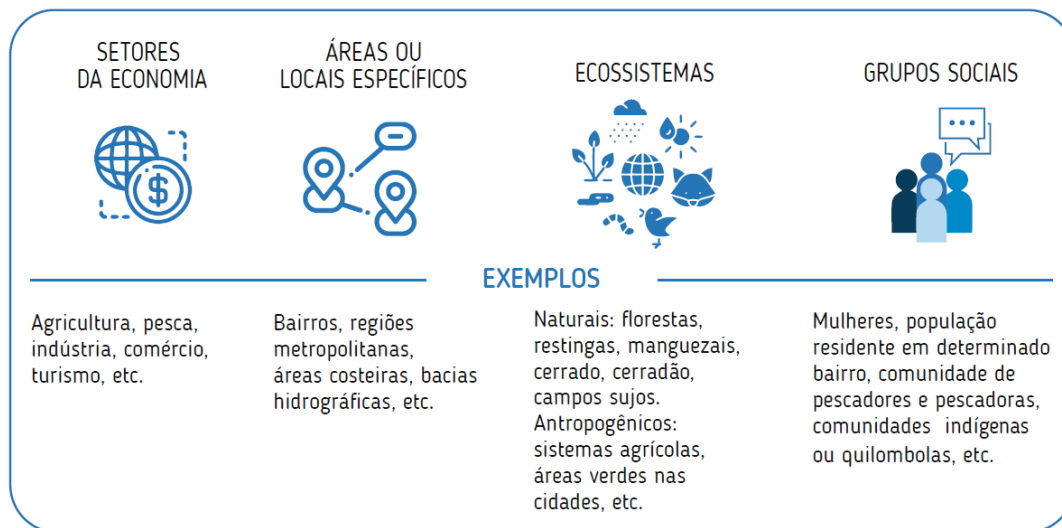 SETORES
DA ECONOMIA
ÁREAS OU
LOCAIS ESPECÍFICOS
ECOSSISTEMAS
GRUPOS SOCIAIS
$
EXEMPLOS
Agricultura, pesca,
indústria, comércio,
turismo, etc.
Bairros, regiões
metropolitanas,
áreas costeiras, bacias
hidrográficas, etc.
Naturais: florestas,
restingas, manguezais,
cerrado, cerradão,
campos sujos.
Antropogênicos:
sistemas agrícolas,
áreas verdes nas
cidades, etc.
Mulheres, população
residente em determinado
bairro, comunidade de
pescadores e pescadoras,
comunidades indígenas
ou quilombolas, etc.